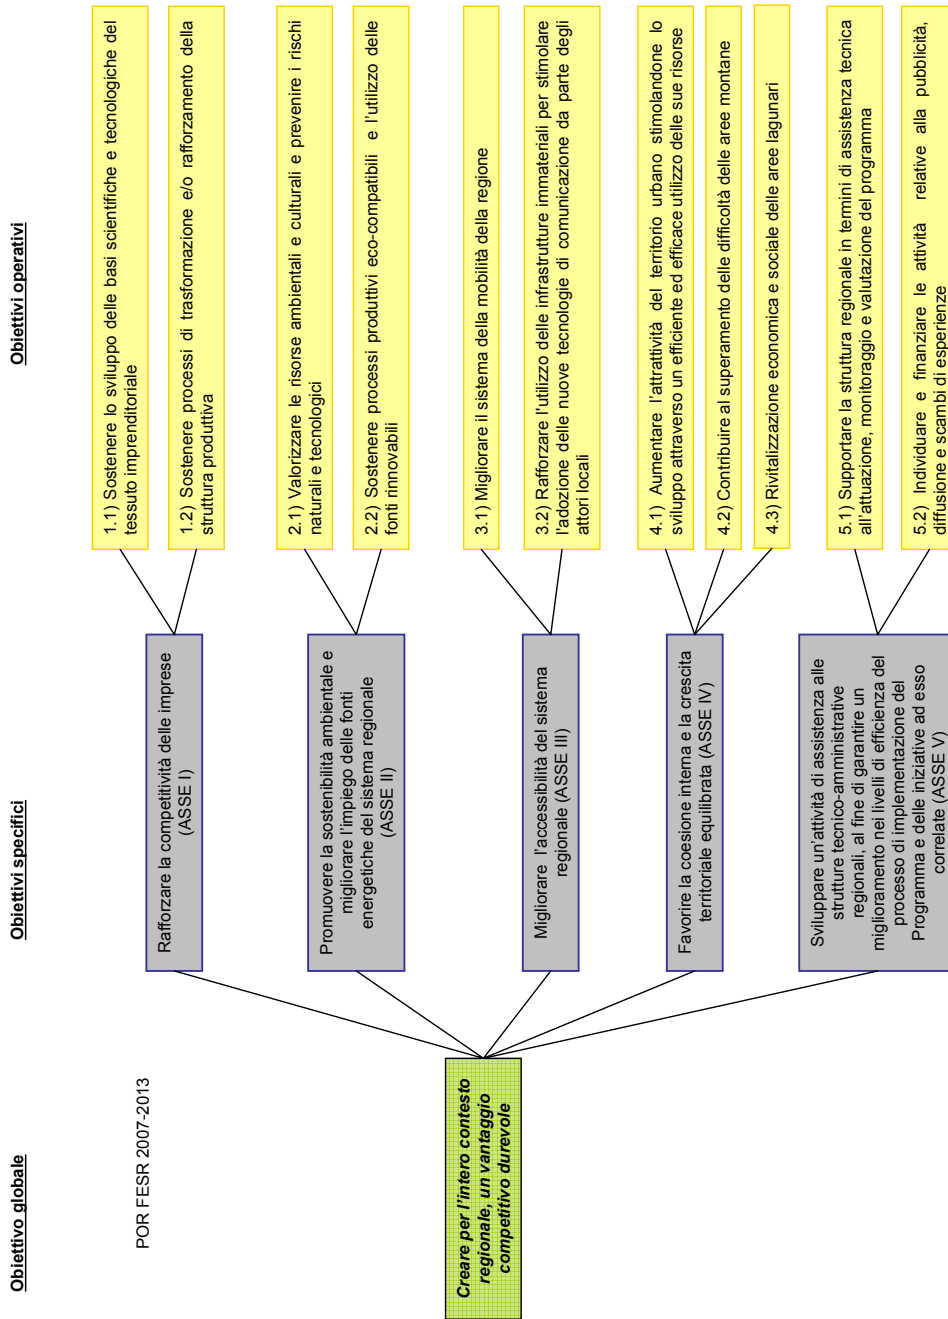 Obiettivo globale
Obiettivi specifici
Obiettivi operativi
POR FESR 2007-2013
Creare per l'intero contesto
regionale, un vantaggio
competitivo durevole
Rafforzare la competitività delle imprese
(ASSE I)
1.1) Sostenere lo sviluppo delle basi scientifiche e tecnologiche del
tessuto imprenditoriale
1.2) Sostenere processi di trasformazione e/o rafforzamento della
struttura produttiva
Promuovere la sostenibilità ambientale e
migliorare l'impiego delle fonti
energetiche del sistema regionale
(ASSE II)
2.1) Valorizzare le risorse ambientali e culturali e prevenire i rischi
naturali e tecnologici
2.2) Sostenere processi produttivi eco-compatibili e l'utilizzo delle
fonti rinnovabili
Migliorare l'accessibilità del sistema
regionale (ASSE III)
3.1) Migliorare il sistema della mobilità della regione
3.2) Rafforzare l'utilizzo delle infrastrutture immateriali per stimolare
l'adozione delle nuove tecnologie di comunicazione da parte degli
attori locali
Favorire la coesione interna e la crescita
territoriale equilibrata (ASSE IV)
4.1) Aumentare l'attrattività del territorio urbano stimolandone lo
sviluppo attraverso un efficiente ed efficace utilizzo delle sue risorse
4.2) Contribuire al superamento delle difficoltà delle aree montane
4.3) Rivitalizzazione economica e sociale delle aree lagunari
Sviluppare un'attività di assistenza alle
strutture tecnico-amministrative
regionali, al fine di garantire un
miglioramento nei livelli di efficienza del
processo di implementazione del
Programma e delle iniziative ad esso
correlate (ASSE V)
5.1) Supportare la struttura regionale in termini di assistenza tecnica
all'attuazione, monitoraggio e valutazione del programma
5.2) Individuare e finanziare le attività relative alla pubblicità,
diffusione e scambi di esperienze